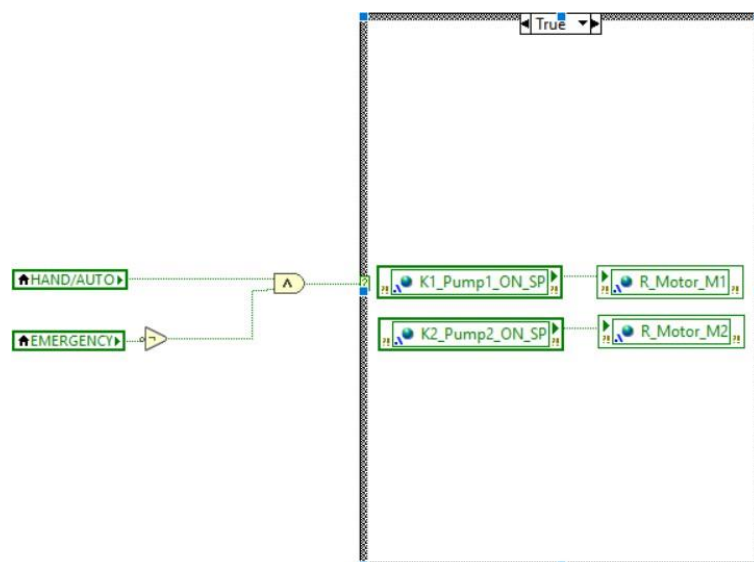 True
HAND/AUTO
K1_Pump1_ON_SP
R_Motor_M1
?
EMERGENCY
K2_Pump2_ON_SP
R_Motor_M2